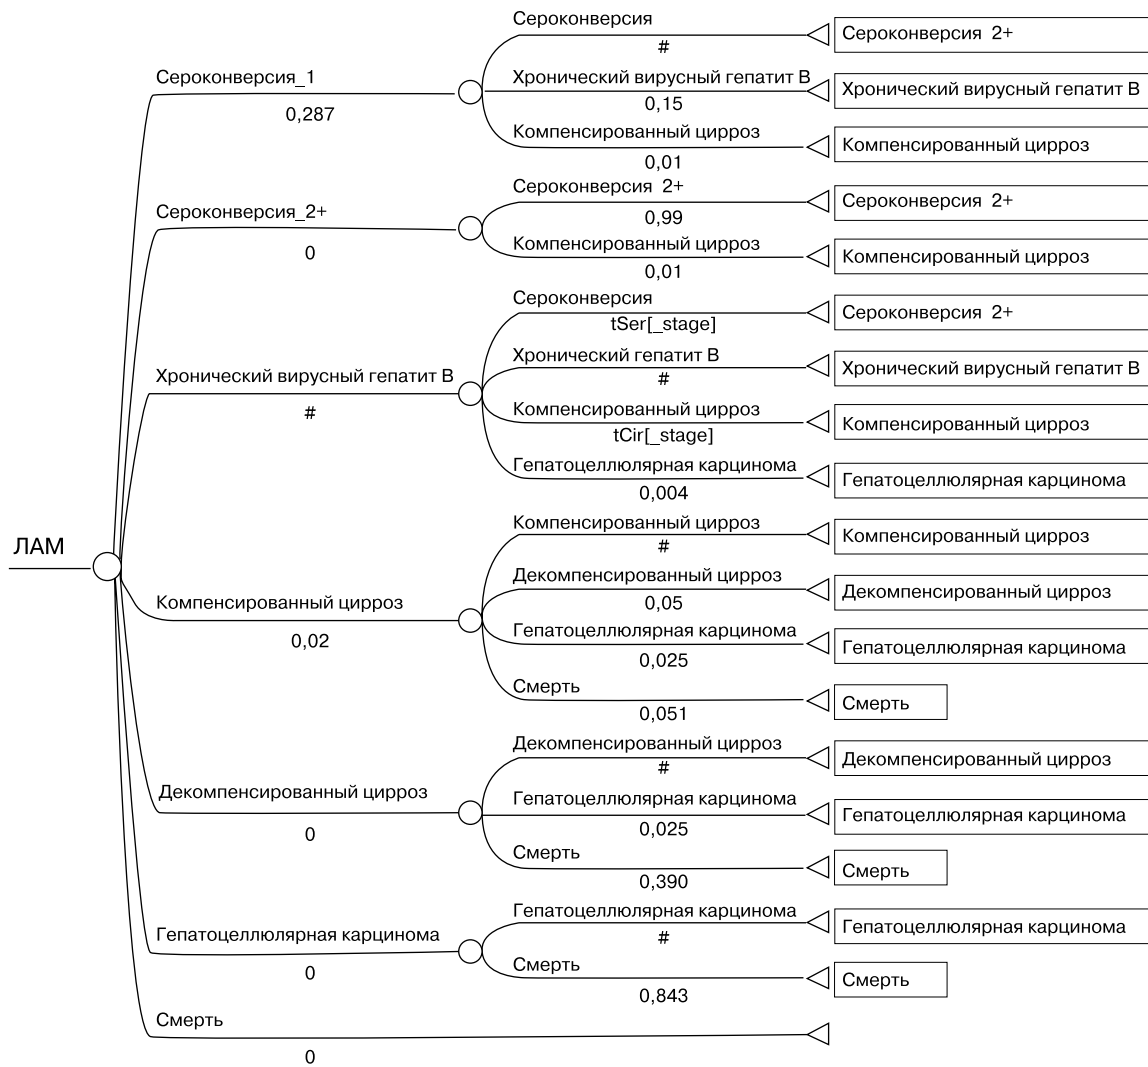 Сероконверсия
#
Сероконверсия 2+
Сероконверсия_1
0,287
Хронический вирусный гепатит В
0,15
Хронический вирусный гепатит В
Компенсированный цирроз
0,01
Компенсированный цирроз
Сероконверсия_2+
0
Сероконверсия 2+
0,99
Сероконверсия 2+
Компенсированный цирроз
0,01
Компенсированный цирроз
Хронический вирусный гепатит В
#
Сероконверсия
tSer[_stage]
Сероконверсия 2+
Хронический гепатит В
#
Хронический вирусный гепатит В
Компенсированный цирроз
tCir[_stage]
Компенсированный цирроз
Гепатоцеллюлярная карцинома
0,004
Гепатоцеллюлярная карцинома
ЛАМ
Компенсированный цирроз
0,02
Компенсированный цирроз
#
Компенсированный цирроз
Декомпенсированный цирроз
0,05
Декомпенсированный цирроз
Гепатоцеллюлярная карцинома
0,025
Гепатоцеллюлярная карцинома
Смерть
0,051
Смерть
Декомпенсированный цирроз
0
Декомпенсированный цирроз
#
Декомпенсированный цирроз
Гепатоцеллюлярная карцинома
0,025
Гепатоцеллюлярная карцинома
Смерть
0,390
Смерть
Гепатоцеллюлярная карцинома
0
Гепатоцеллюлярная карцинома
#
Гепатоцеллюлярная карцинома
Смерть
0,843
Смерть
Смерть
0